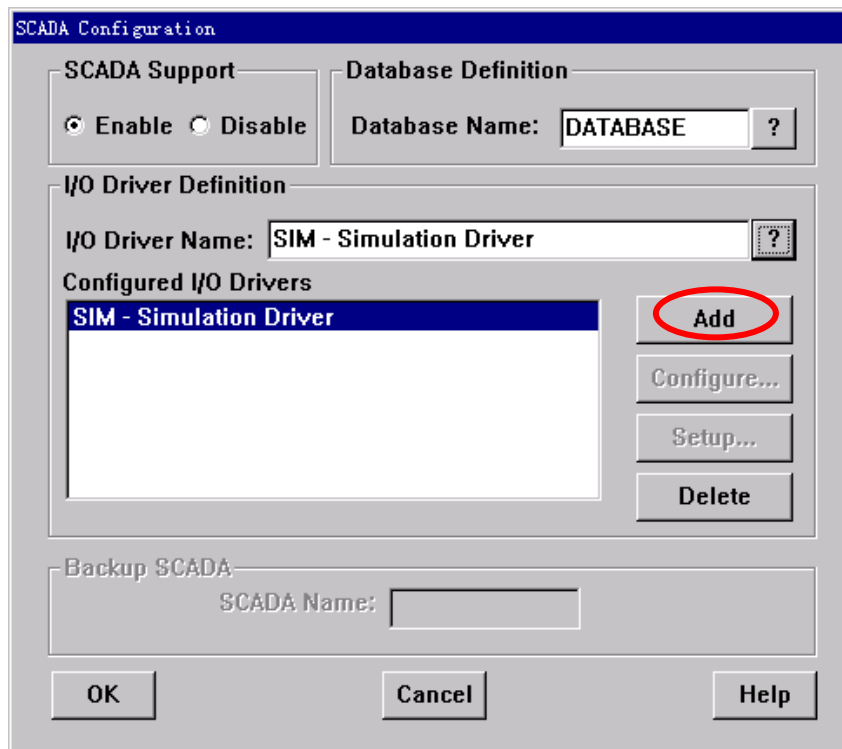 SCADA Configuration
SCADA Support
Database Definition
Enable Disable
Database Name: DATABASE ?
I/O Driver Definition
I/O Driver Name: SIM - Simulation Driver ?
Configured I/O Drivers
SIM - Simulation Driver
Add
Configure...
Setup...
Delete
Backup SCADA
SCADA Name:
OK Cancel Help